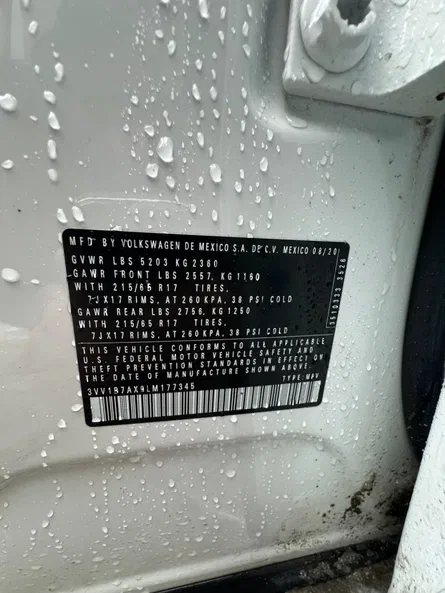 MFD BY VOLKSWAGEN DE MEXICO S.A. DE C.V. MEXICO 06/20
GVWR LBS 5203 KG 2360
GAWR FRONT LBS 2557, KG 1160
WITH 215/65 R17 TIRES,
7JX17 RIMS, AT 260 KPA, 38 PSI COLD
GAWR REAR LBS 2756, KG 1250
WITH 215/65 R17 TIRES,
7JX17 RIMS, AT 260 KPA, 38 PSI COLD
THIS VEHICLE CONFORMS TO ALL APPLICABLE
U.S. FEDERAL MOTOR VEHICLE SAFETY AND
THEFT PREVENTION STANDARDS IN EFFECT ON
THE DATE OF MANUFACTURE SHOWN ABOVE.
3VV1B7AX9LM177345 TYPE: MPV